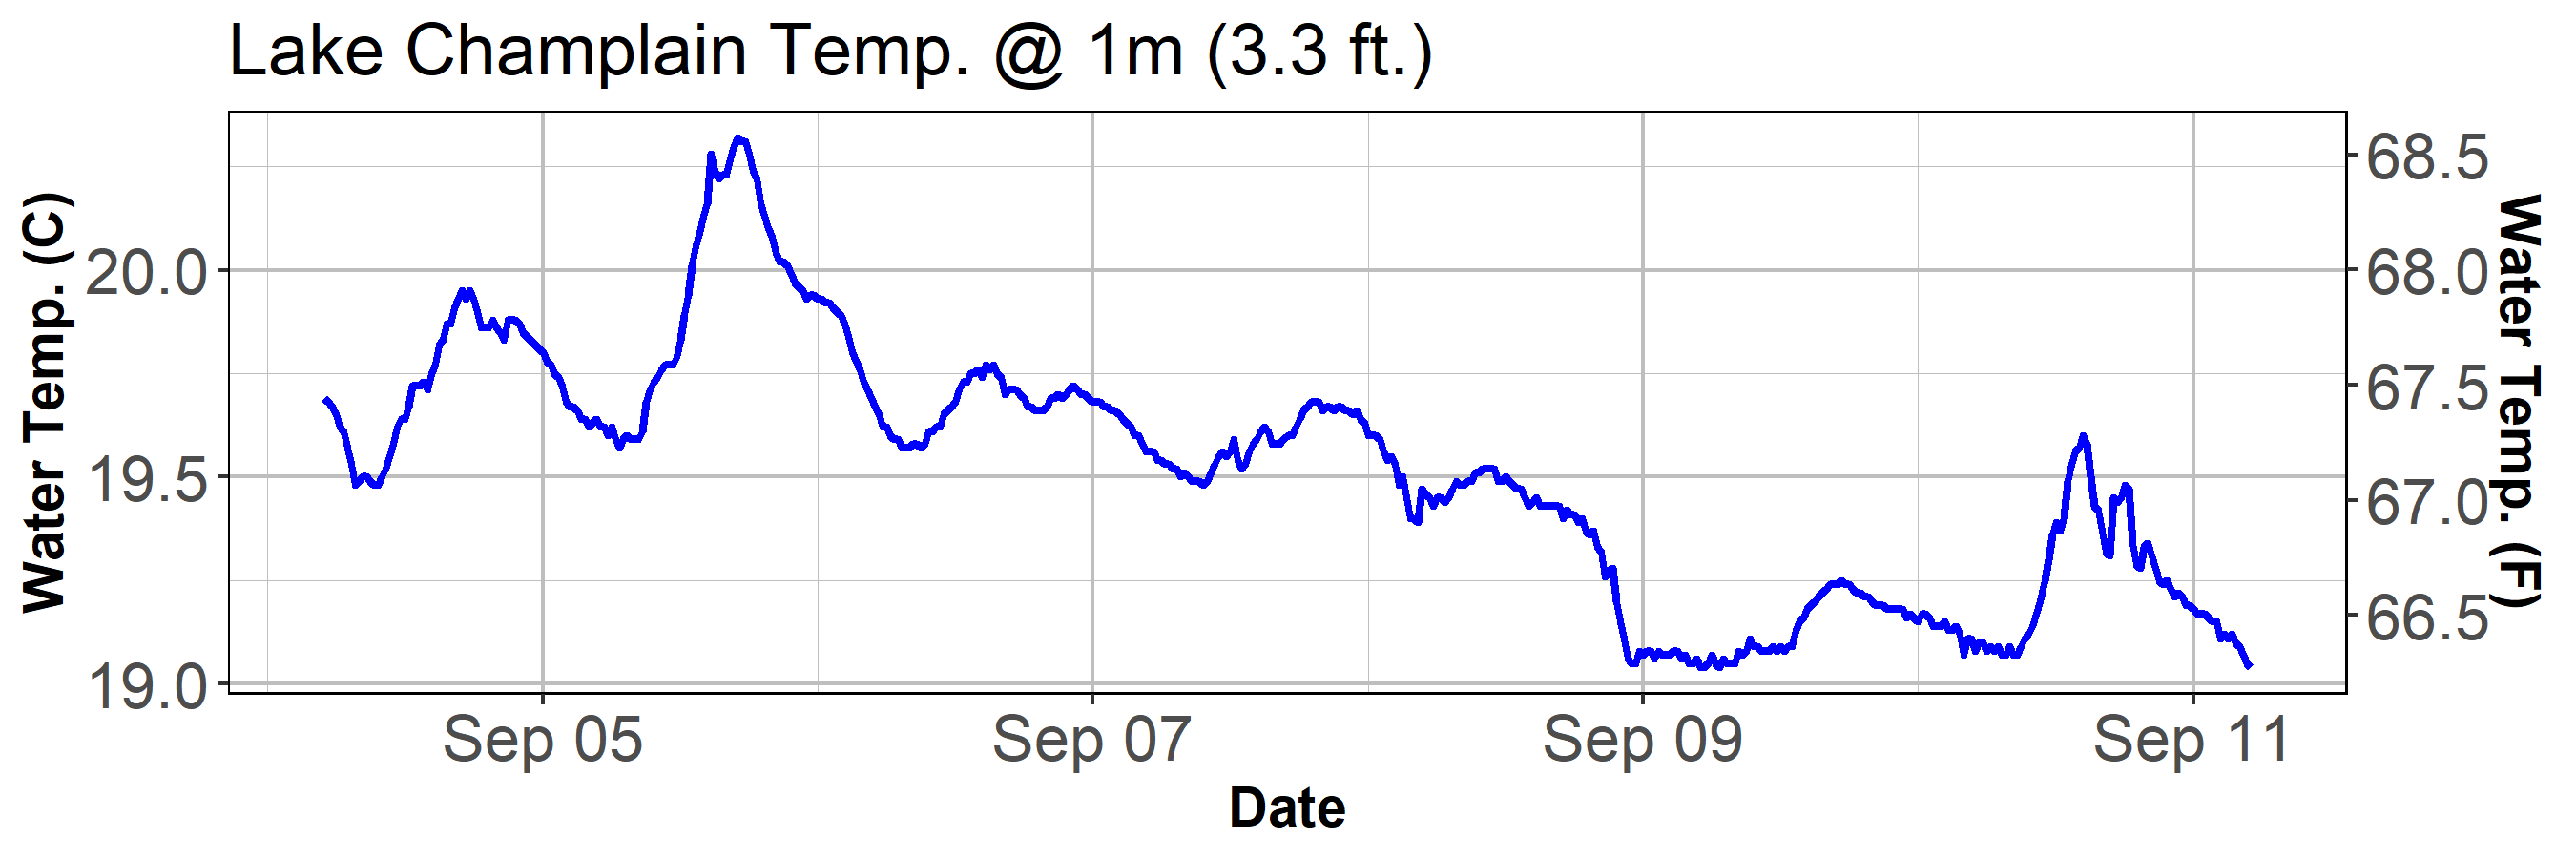 Lake Champlain Temp. @ 1m (3.3 ft.)
Water Temp. (C)
20.0
19.5
19.0
68.5
68.0
67.5
67.0
66.5
Water Temp. (F)
Sep 05
Sep 07
Sep 09
Sep 11
Date